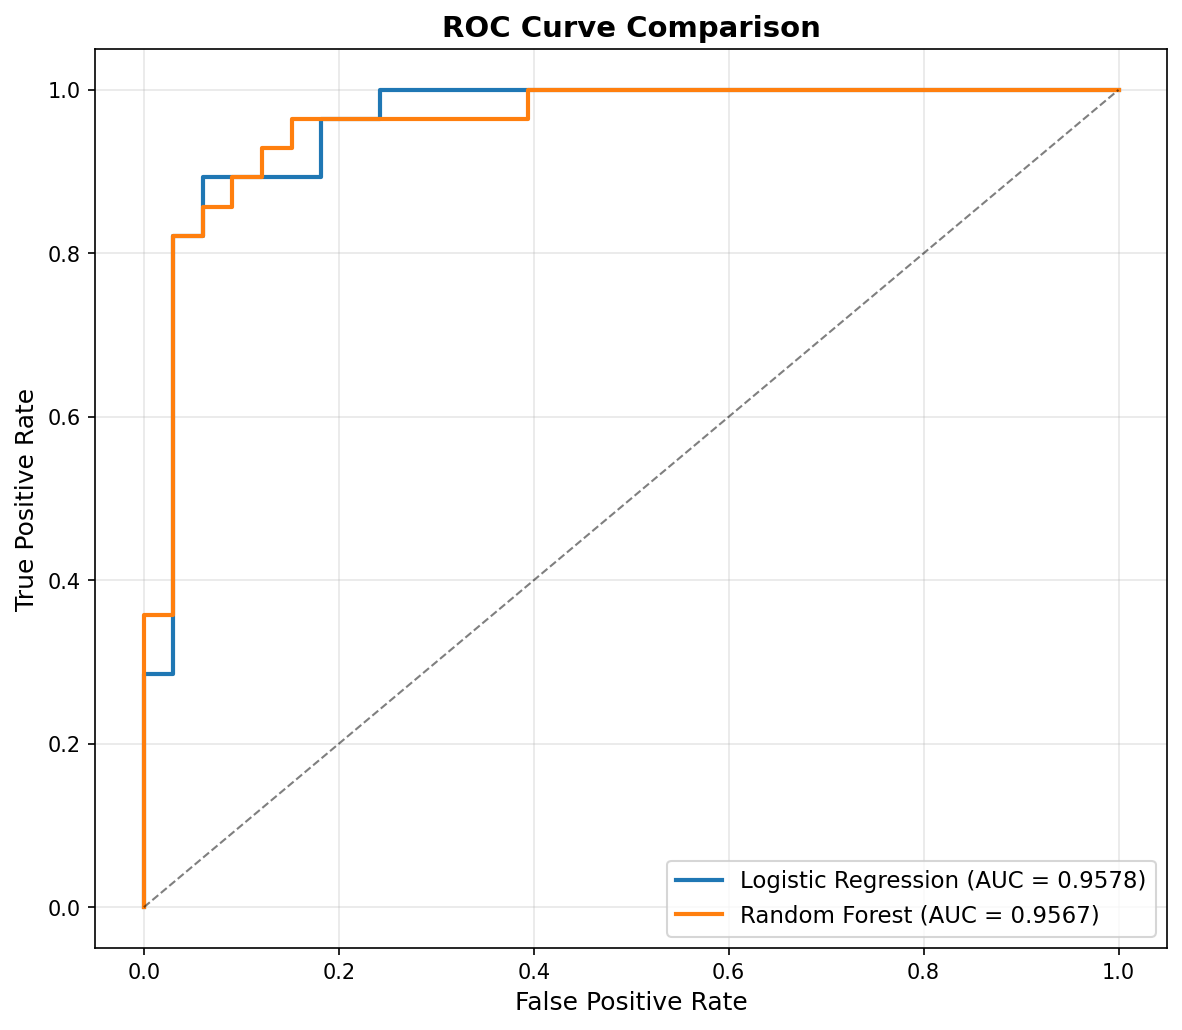 ROC Curve Comparison
True Positive Rate
1.0
0.8
0.6
0.4
0.2
0.0
0.0 0.2 0.4 0.6 0.8 1.0
False Positive Rate
Logistic Regression (AUC = 0.9578)
Random Forest (AUC = 0.9567)